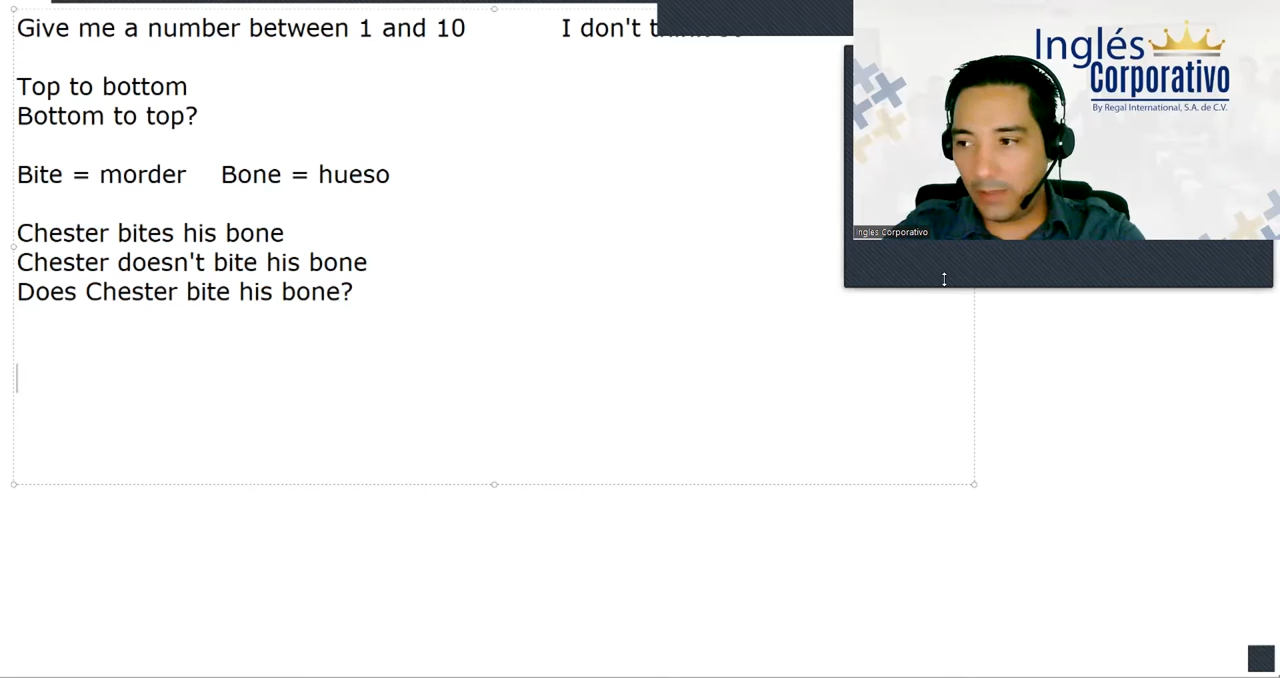 Give me a number between 1 and 10 I don't
Top to bottom
Bottom to top?
Bite = morder Bone = hueso
Chester bites his bone
Chester doesn't bite his bone
Does Chester bite his bone?
Inglés
Corporativo
By Regal International, S.A. de C.V.
Inglés Corporativo